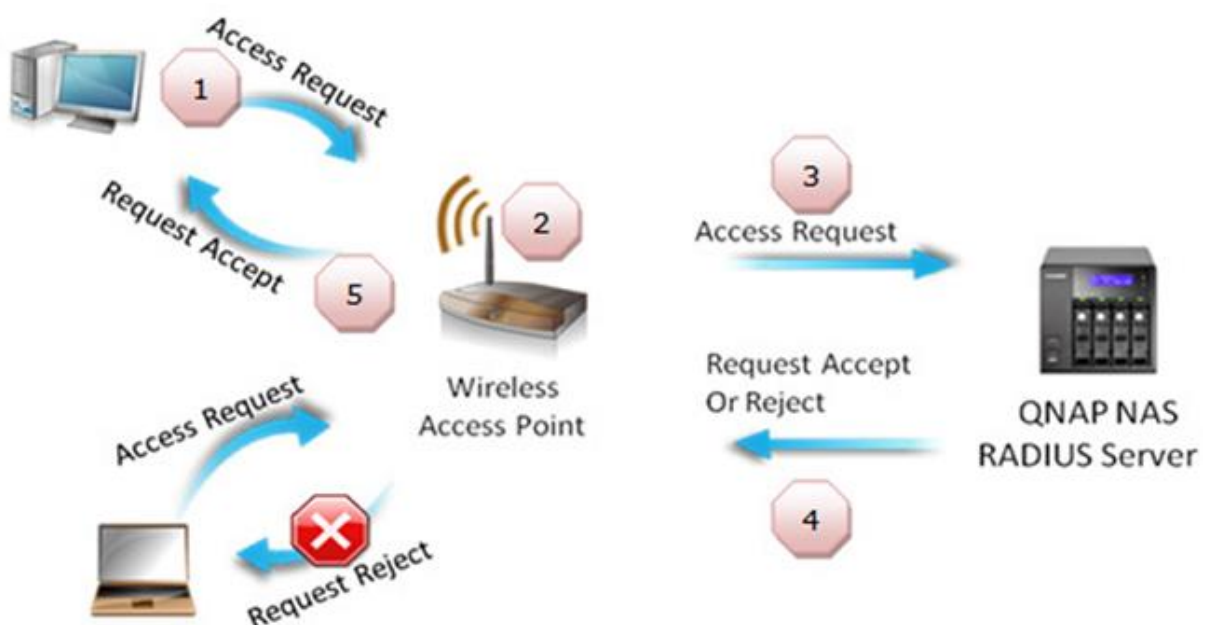 Access Request
1
Request Accept
5
2
Wireless
Access Point
3
Access Request
Request Accept
Or Reject
4
QNAP NAS
RADIUS Server
Access Request
Request Reject